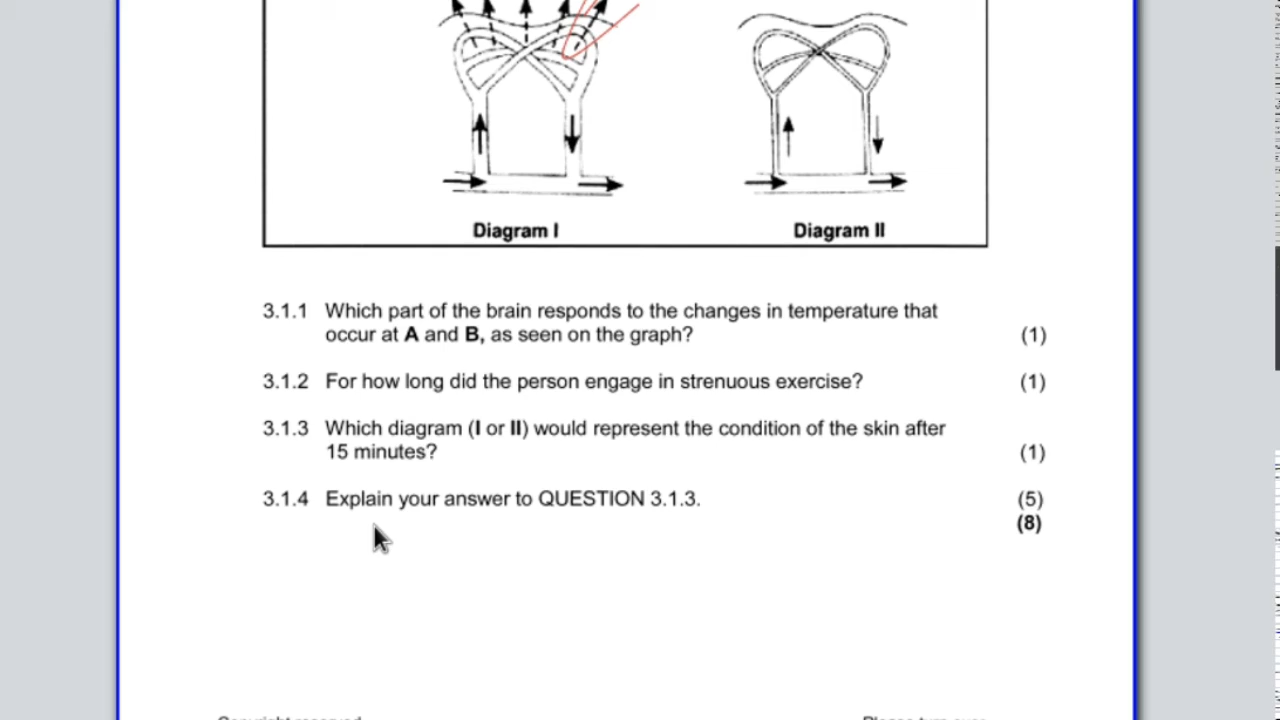 Diagram I
Diagram II
3.1.1 Which part of the brain responds to the changes in temperature that
occur at A and B, as seen on the graph? (1)
3.1.2 For how long did the person engage in strenuous exercise? (1)
3.1.3 Which diagram (I or II) would represent the condition of the skin after
15 minutes? (1)
3.1.4 Explain your answer to QUESTION 3.1.3. (5)
(8)